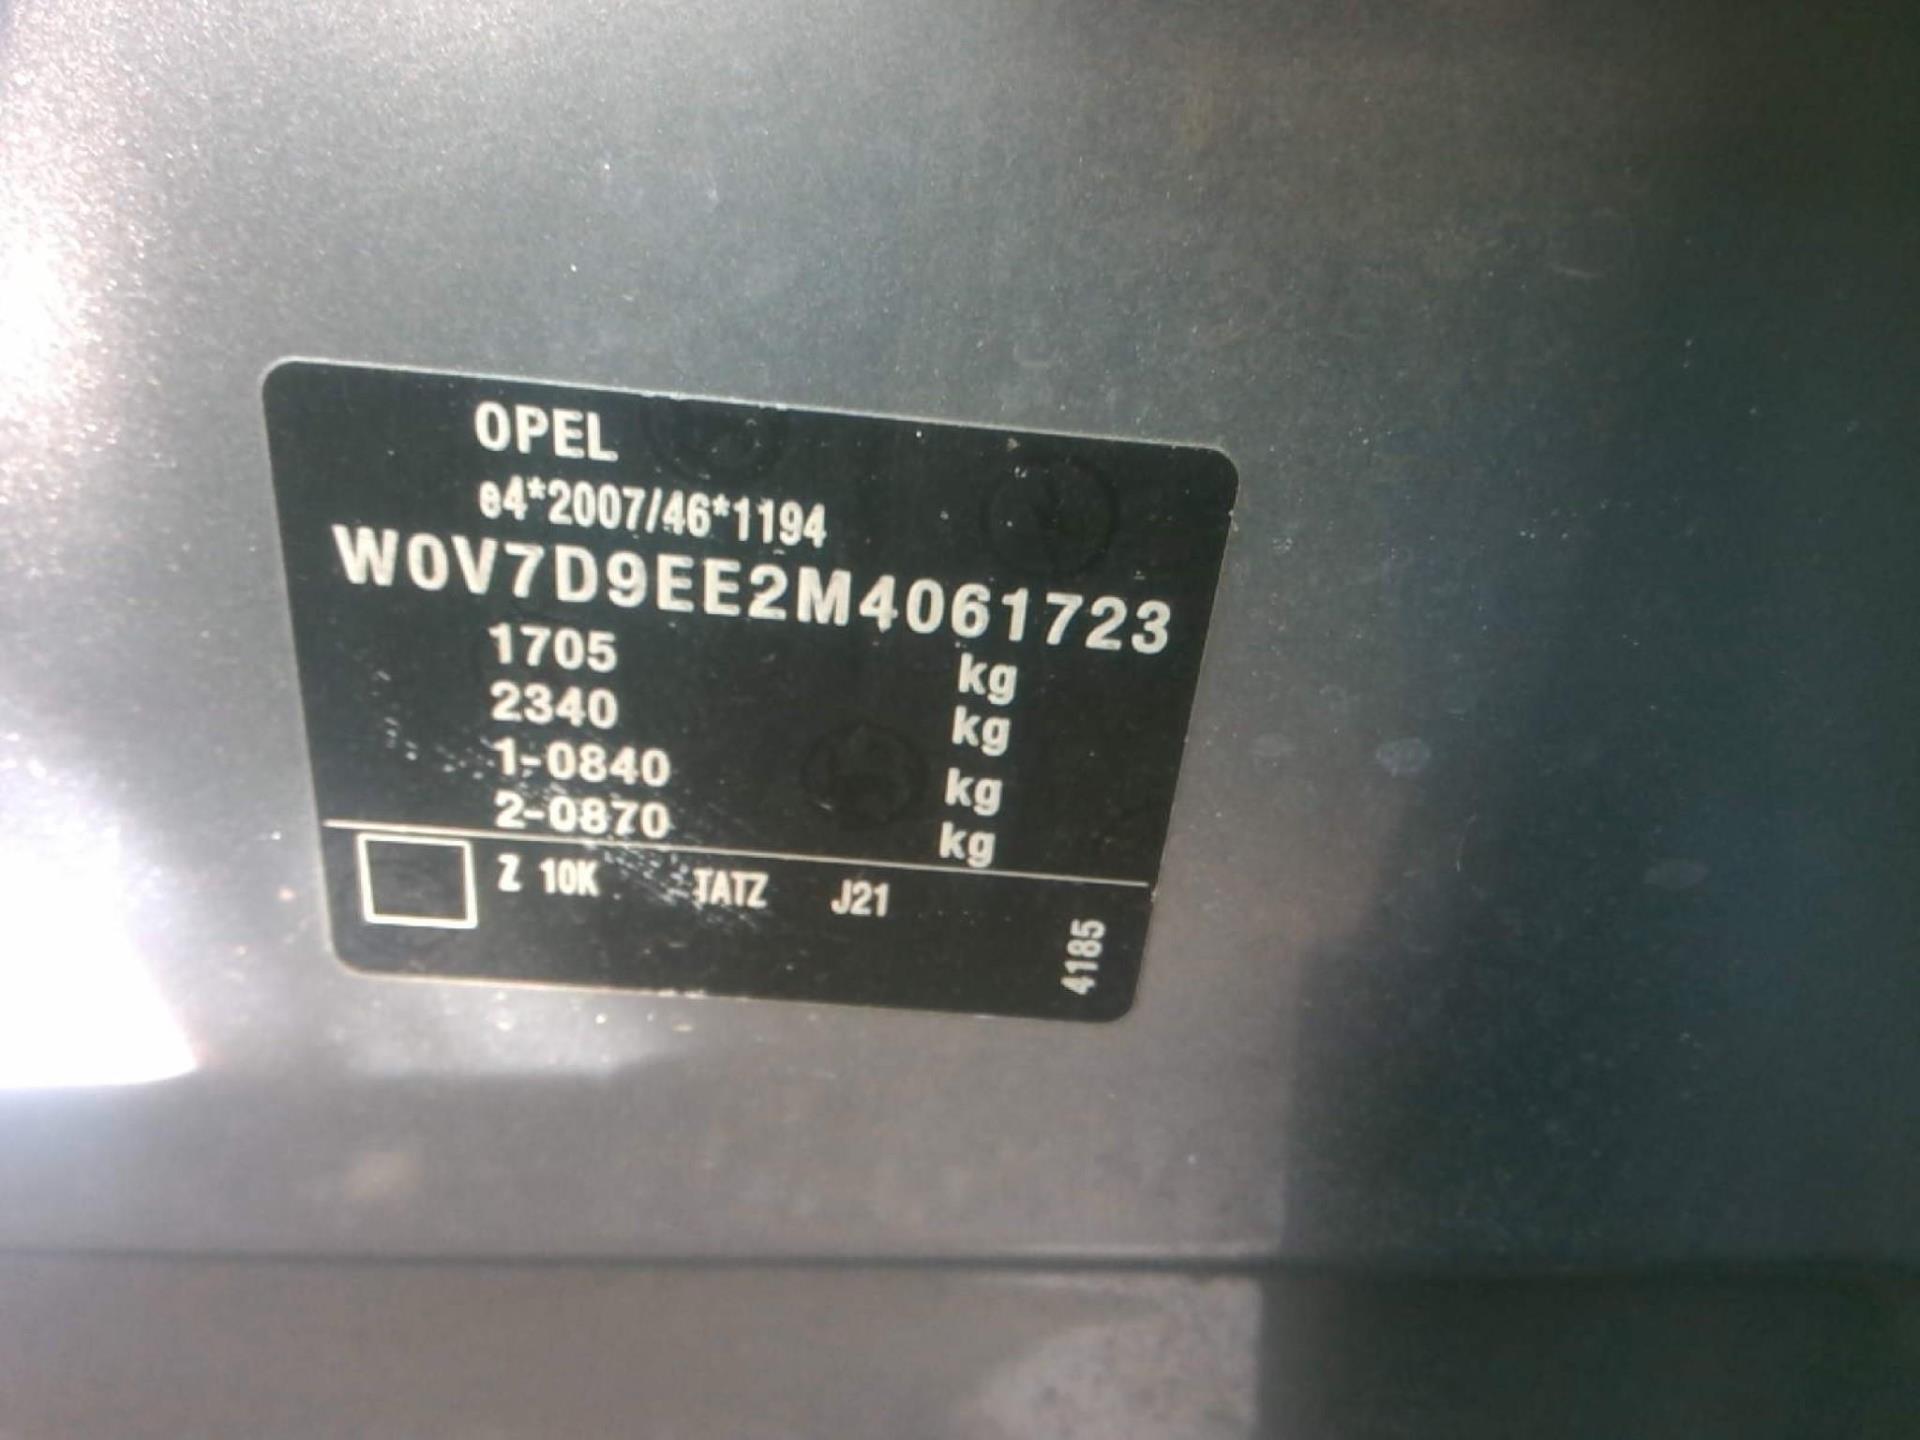 OPEL
e4*2007/46*1194
W0V7D9EE2M4061723
1705 kg
2340 kg
1-0840 kg
2-0870 kg
Z 10K TATZ J21
4185